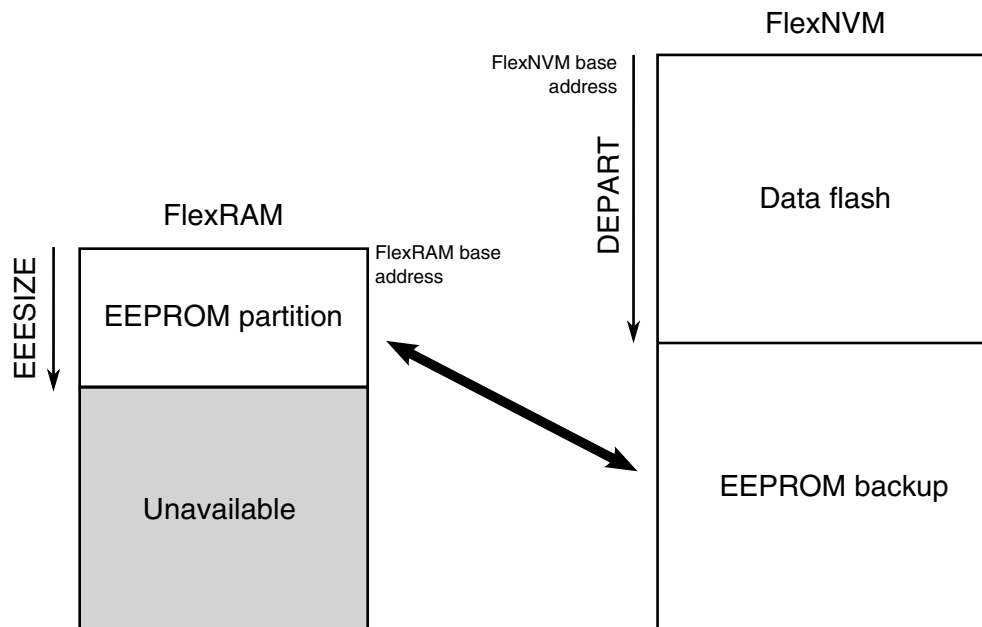 FlexNVM
FlexNVM base
address
DEPART
Data flash
FlexRAM
FlexRAM base
address
EEESIZE
EEPROM partition
EEPROM backup
Unavailable